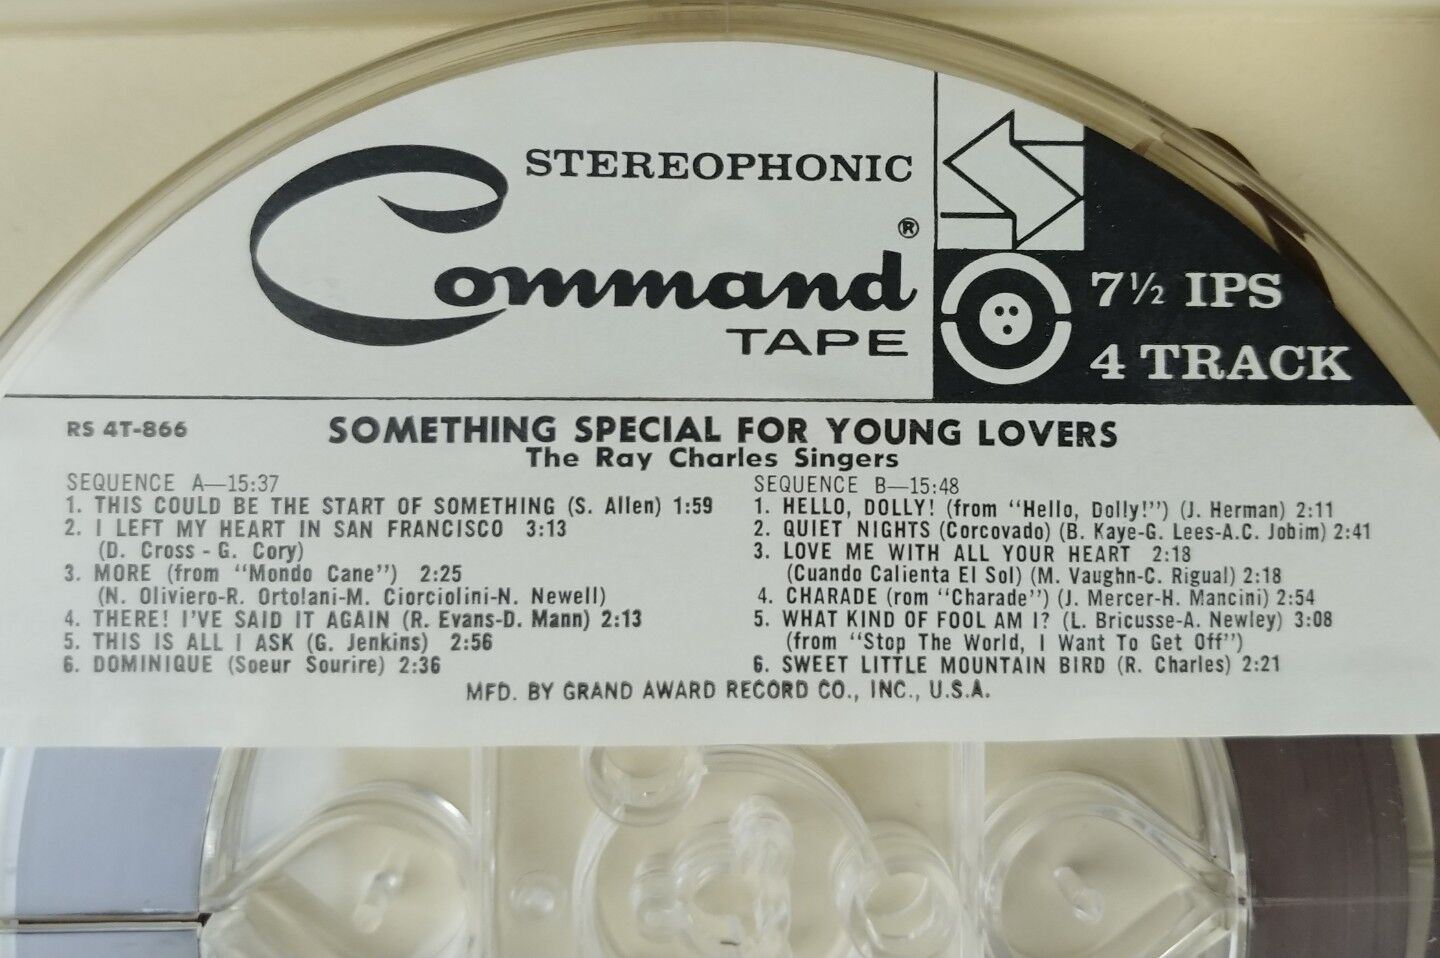 STEREOPHONIC
Command ®
TAPE
7½ IPS
4 TRACK
RS 4T-866
SOMETHING SPECIAL FOR YOUNG LOVERS
The Ray Charles Singers
SEQUENCE A—15:37
1. THIS COULD BE THE START OF SOMETHING (S. Allen) 1:59
2. I LEFT MY HEART IN SAN FRANCISCO 3:13
(D. Cross - G. Cory)
3. MORE (from "Mondo Cane") 2:25
(N. Oliviero-R. Ortolani-M. Ciorciolini-N. Newell)
4. THERE! I'VE SAID IT AGAIN (R. Evans-D. Mann) 2:13
5. THIS IS ALL I ASK (G. Jenkins) 2:56
6. DOMINIQUE (Soeur Sourire) 2:36
SEQUENCE B—15:48
1. HELLO, DOLLY! (from "Hello, Dolly!") (J. Herman) 2:11
2. QUIET NIGHTS (Corcovado) (B. Kaye-G. Lees-A.C. Jobim) 2:41
3. LOVE ME WITH ALL YOUR HEART 2:18
(Cuando Calienta El Sol) (M. Vaughn-C. Rigual) 2:18
4. CHARADE (rom "Charade") (J. Mercer-H. Mancini) 2:54
5. WHAT KIND OF FOOL AM I? (L. Bricusse-A. Newley) 3:08
(from "Stop The World, I Want To Get Off")
6. SWEET LITTLE MOUNTAIN BIRD (R. Charles) 2:21
MFD. BY GRAND AWARD RECORD CO., INC., U.S.A.